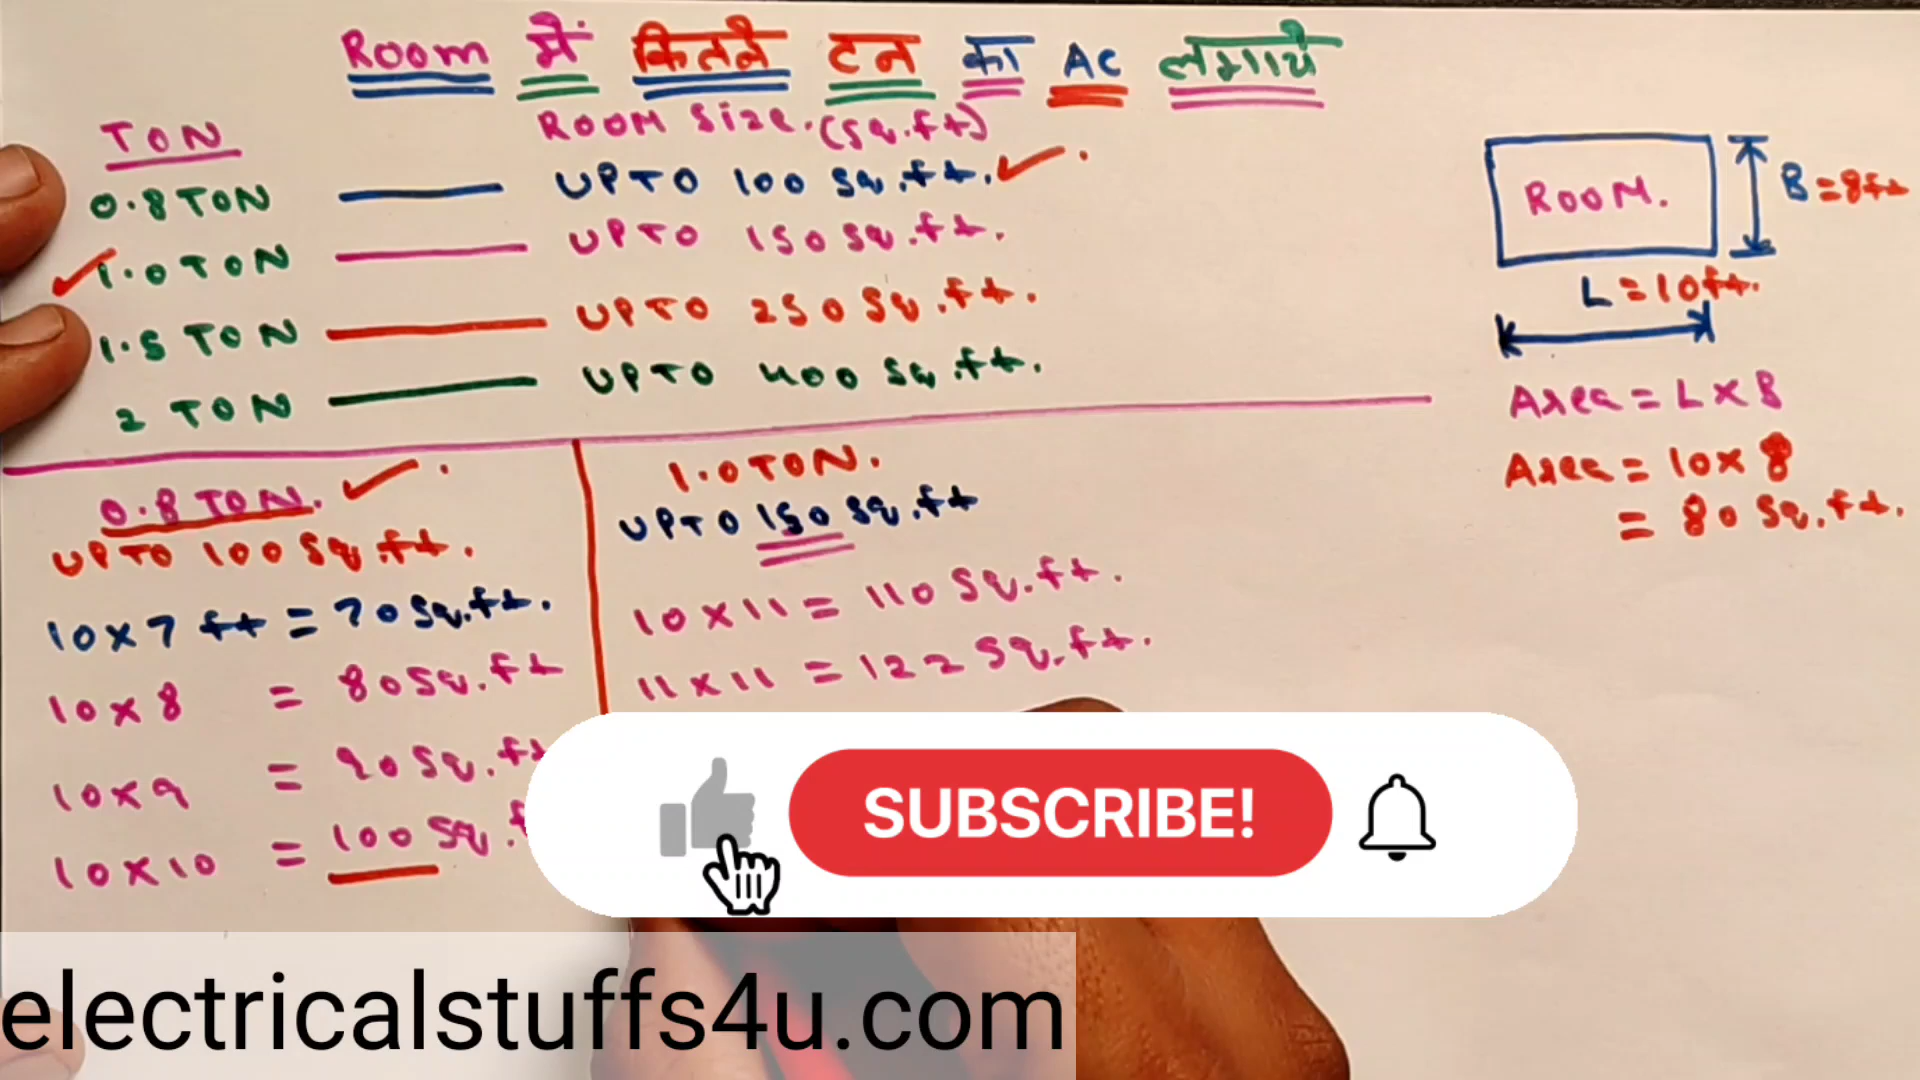 Room में कितने टन का AC लगाये
TON
ROOM Size. (Sq.ft)
0.8 TON — UPTO 100 Sq.ft.
1.0 TON — UPTO 150 Sq.ft.
1.5 TON — UPTO 250 Sq.ft.
2 TON — UPTO 400 Sq.ft.
ROOM.
B = 8ft
L = 10ft.
Area = L x B
Area = 10 x 8
= 80 Sq.ft.
0.8 TON.
UPTO 100 Sq.ft.
10 x 7 ft = 70 Sq.ft.
10 x 8 = 80 Sq.ft
10 x 9 = 90 Sq.ft
10 x 10 = 100 Sq.f
1.0 TON.
UPTO 150 Sq.ft
10 x 11 = 110 Sq.ft.
11 x 11 = 122 Sq.ft.
SUBSCRIBE!
electricalstuffs4u.com